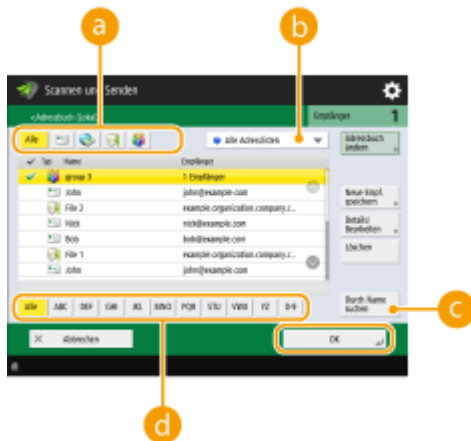 a
b
Scannen und Senden
<Adressbuch (Lokal)>
Empfänger 1
Alle
Alle Adresslisten
Adressbuch
ändern
Typ Name Empfänger
group 3 1 Empfänger
John john@example.com
File 2 example.organization.company.c...
Nick nick@example.com
Bob bob@example.com
File 1 example.organization.company.c...
John john@example.com
Neue Empf.
speichern
Details/
Bearbeiten
Löschen
Alle ABC DEF GHI JKL MNO PQR STU VWX YZ 0-9
Durch Name
suchen
c
Abbrechen
OK
d